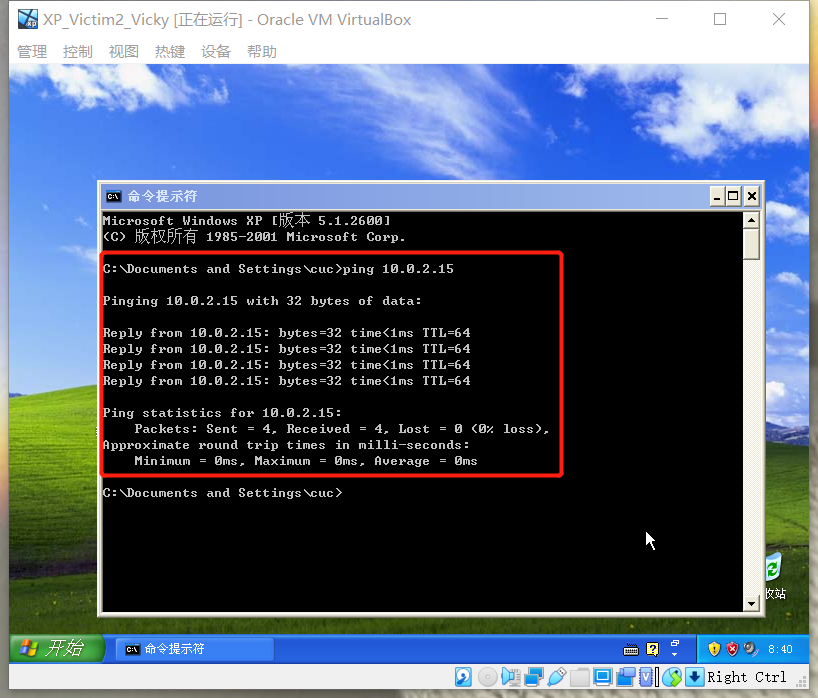 XP_Victim2_Vicky [正在运行] - Oracle VM VirtualBox
管理 控制 视图 热键 设备 帮助
命令提示符
Microsoft Windows XP [版本 5.1.2600]
(C) 版权所有 1985-2001 Microsoft Corp.
C:\Documents and Settings\cuc>ping 10.0.2.15
Pinging 10.0.2.15 with 32 bytes of data:
Reply from 10.0.2.15: bytes=32 time<1ms TTL=64
Reply from 10.0.2.15: bytes=32 time<1ms TTL=64
Reply from 10.0.2.15: bytes=32 time<1ms TTL=64
Reply from 10.0.2.15: bytes=32 time<1ms TTL=64
Ping statistics for 10.0.2.15:
Packets: Sent = 4, Received = 4, Lost = 0 (0% loss),
Approximate round trip times in milli-seconds:
Minimum = 0ms, Maximum = 0ms, Average = 0ms
C:\Documents and Settings\cuc>
收站
开始 命令提示符 8:40
Right Ctrl